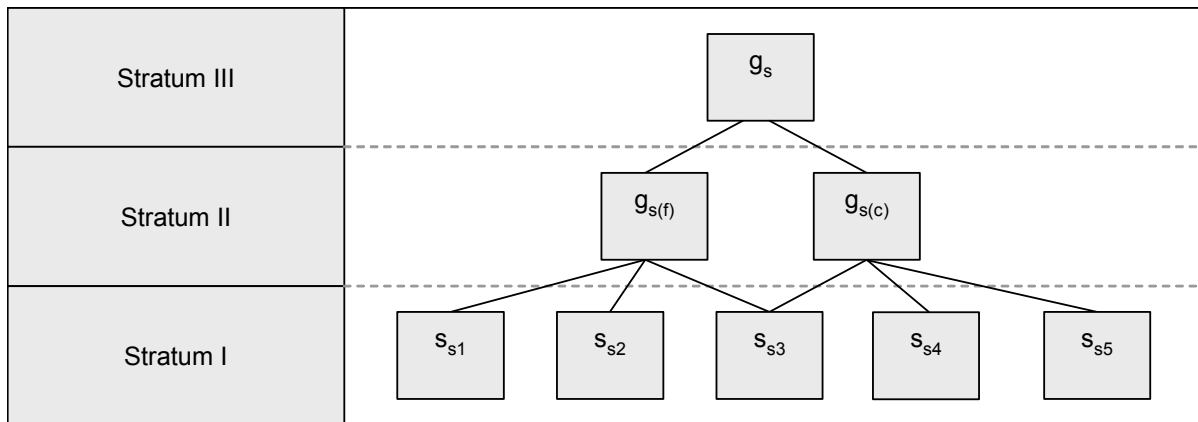 Stratum III
g_s
Stratum II
g_s(f)
g_s(c)
Stratum I
s_s1
s_s2
s_s3
s_s4
s_s5